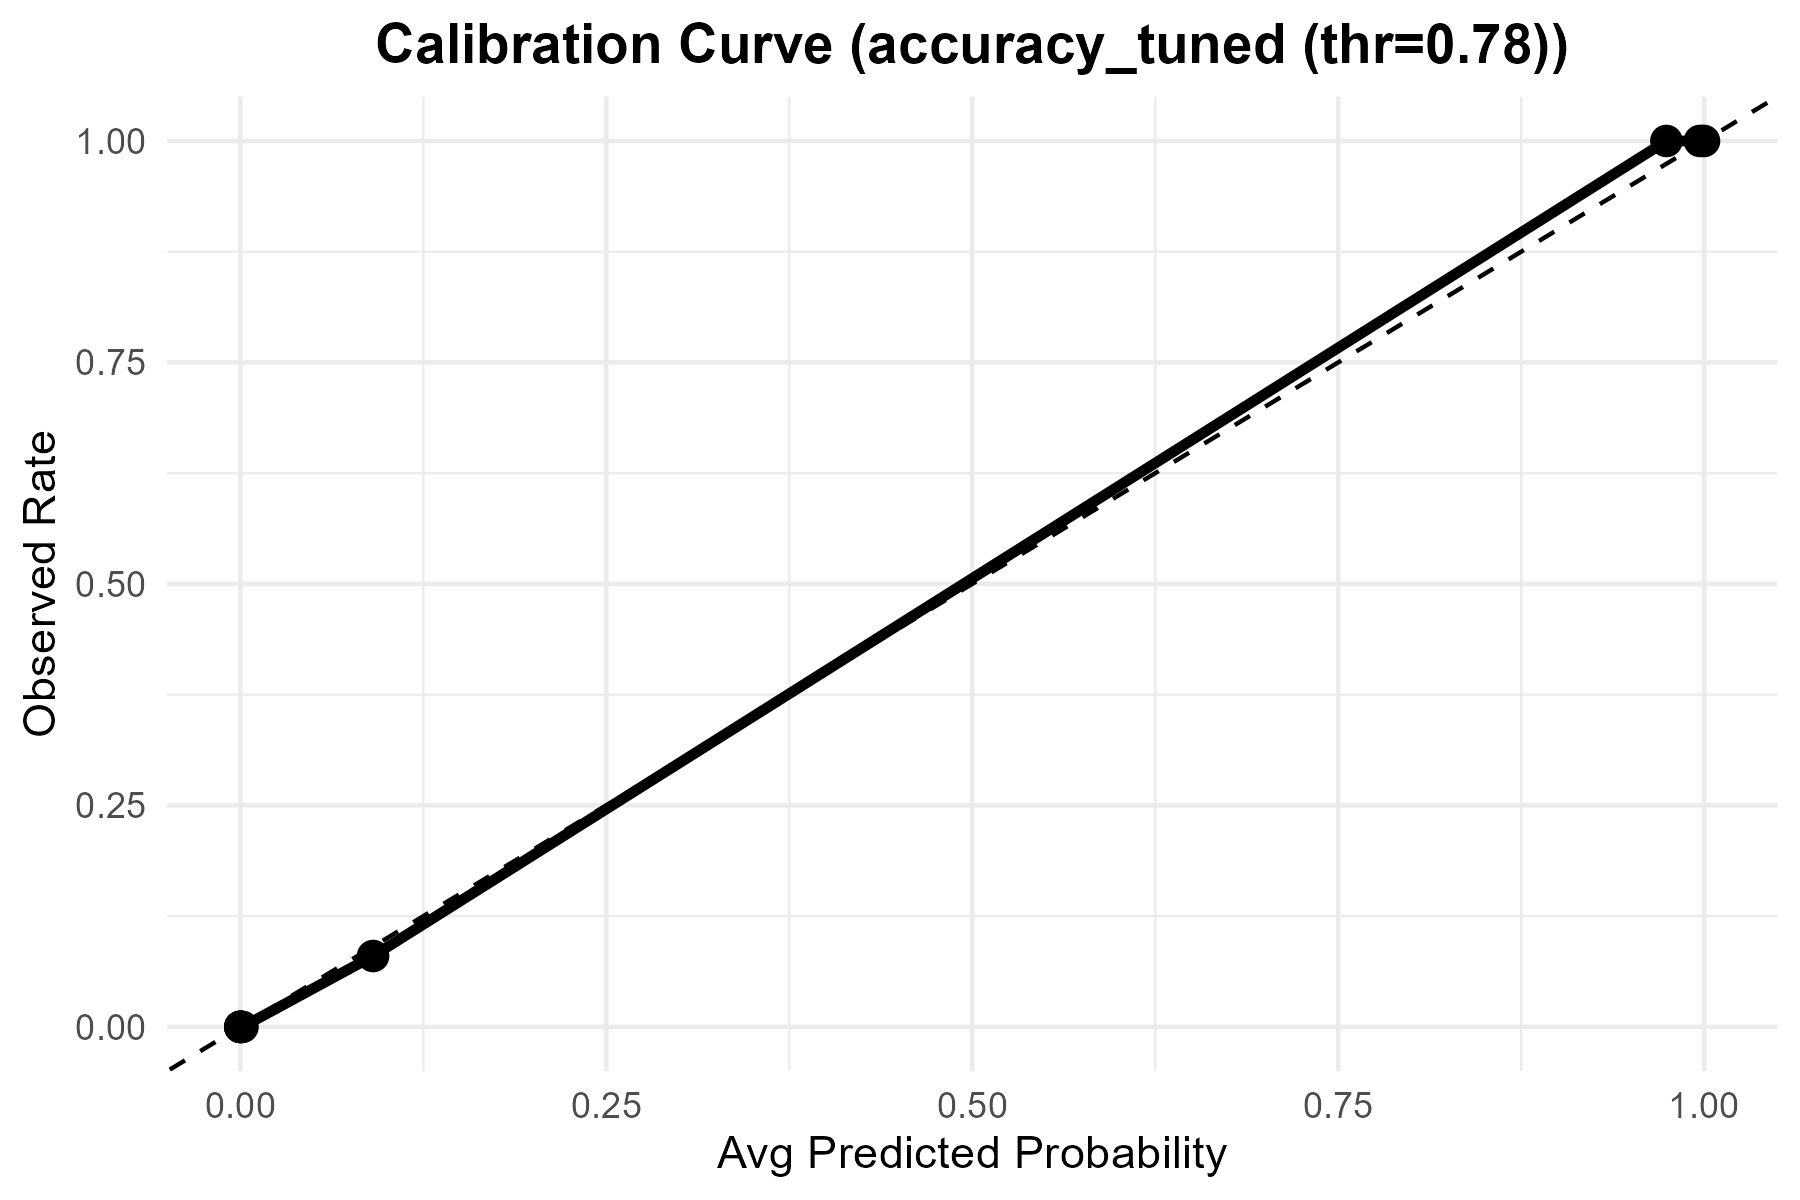 Calibration Curve (accuracy_tuned (thr=0.78))
1.00
0.75
0.50
0.25
0.00
Observed Rate
0.00 0.25 0.50 0.75 1.00
Avg Predicted Probability